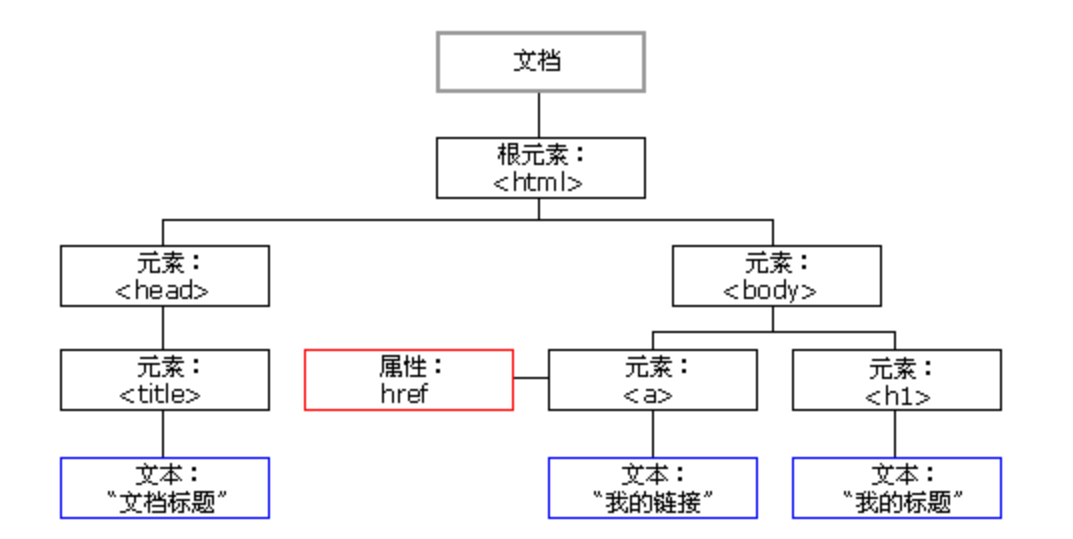 文档
根元素：
<html>
元素：
<head>
元素：
<body>
元素：
<title>
属性：
href
元素：
<a>
元素：
<h1>
文本：
“文档标题”
文本：
“我的链接”
文本：
“我的标题”